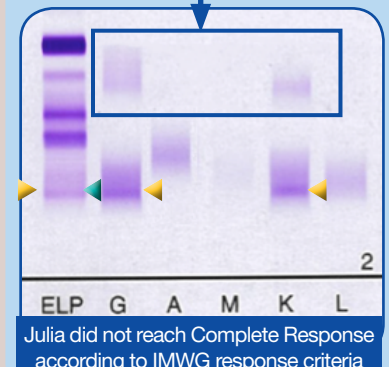 2
ELP G A M K L
Julia did not reach Complete Response
according to IMWG response criteria